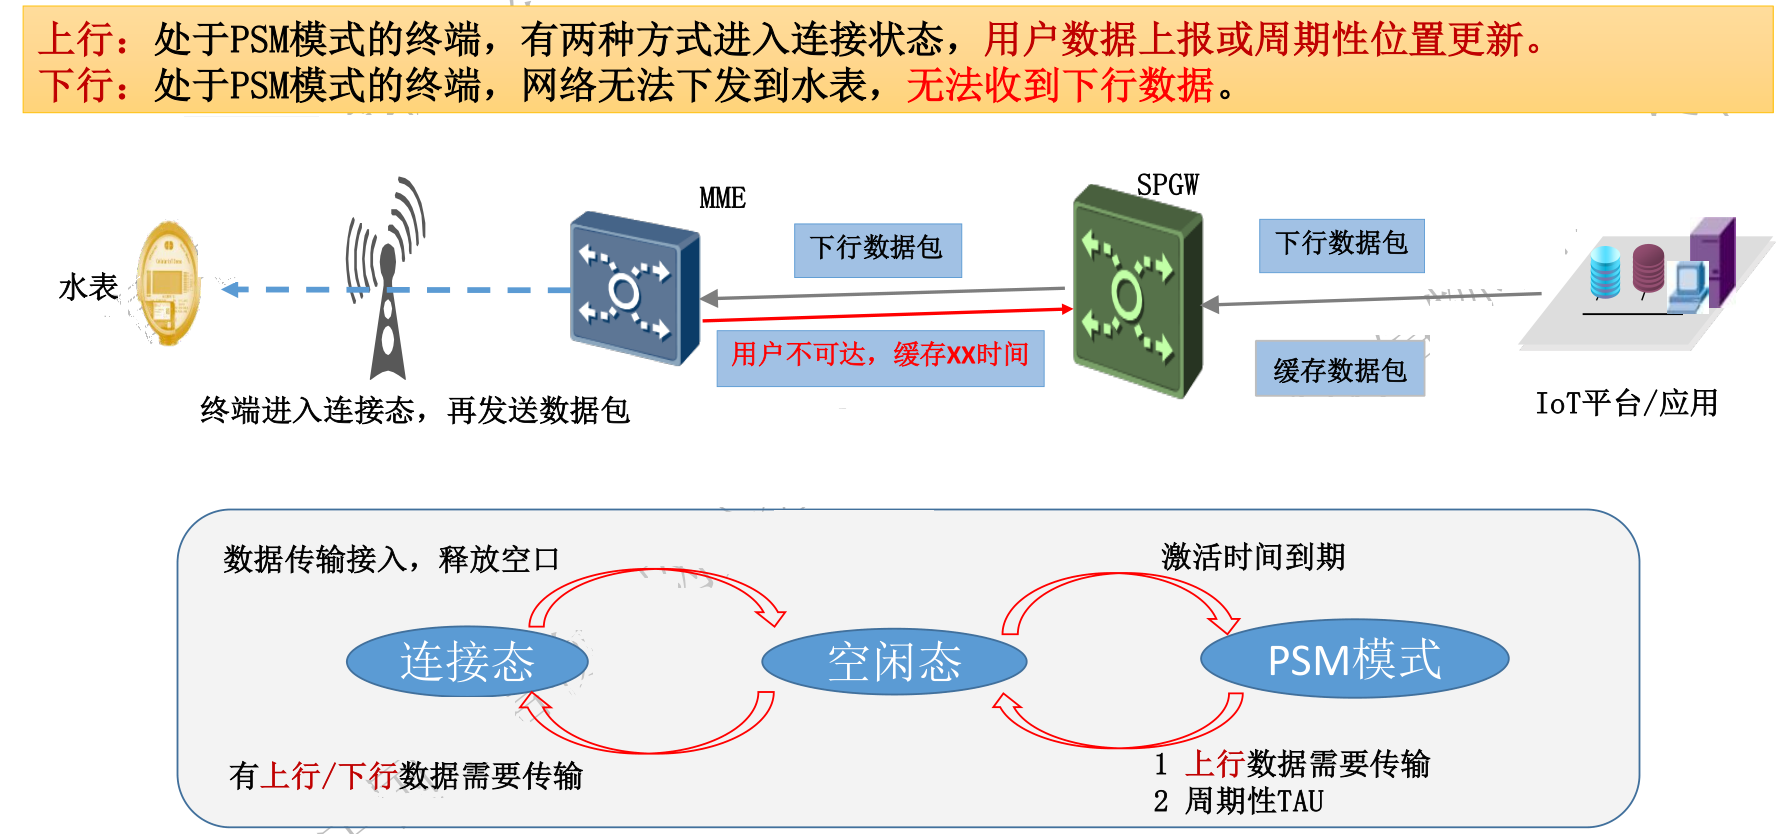 上行：处于PSM模式的终端，有两种方式进入连接状态，用户数据上报或周期性位置更新。
下行：处于PSM模式的终端，网络无法下发到水表，无法收到下行数据。
MME
SPGW
下行数据包
下行数据包
水表
用户不可达，缓存XX时间
缓存数据包
终端进入连接态，再发送数据包
IoT平台/应用
数据传输接入，释放空口
激活时间到期
连接态
空闲态
PSM模式
有上行/下行数据需要传输
1 上行数据需要传输
2 周期性TAU